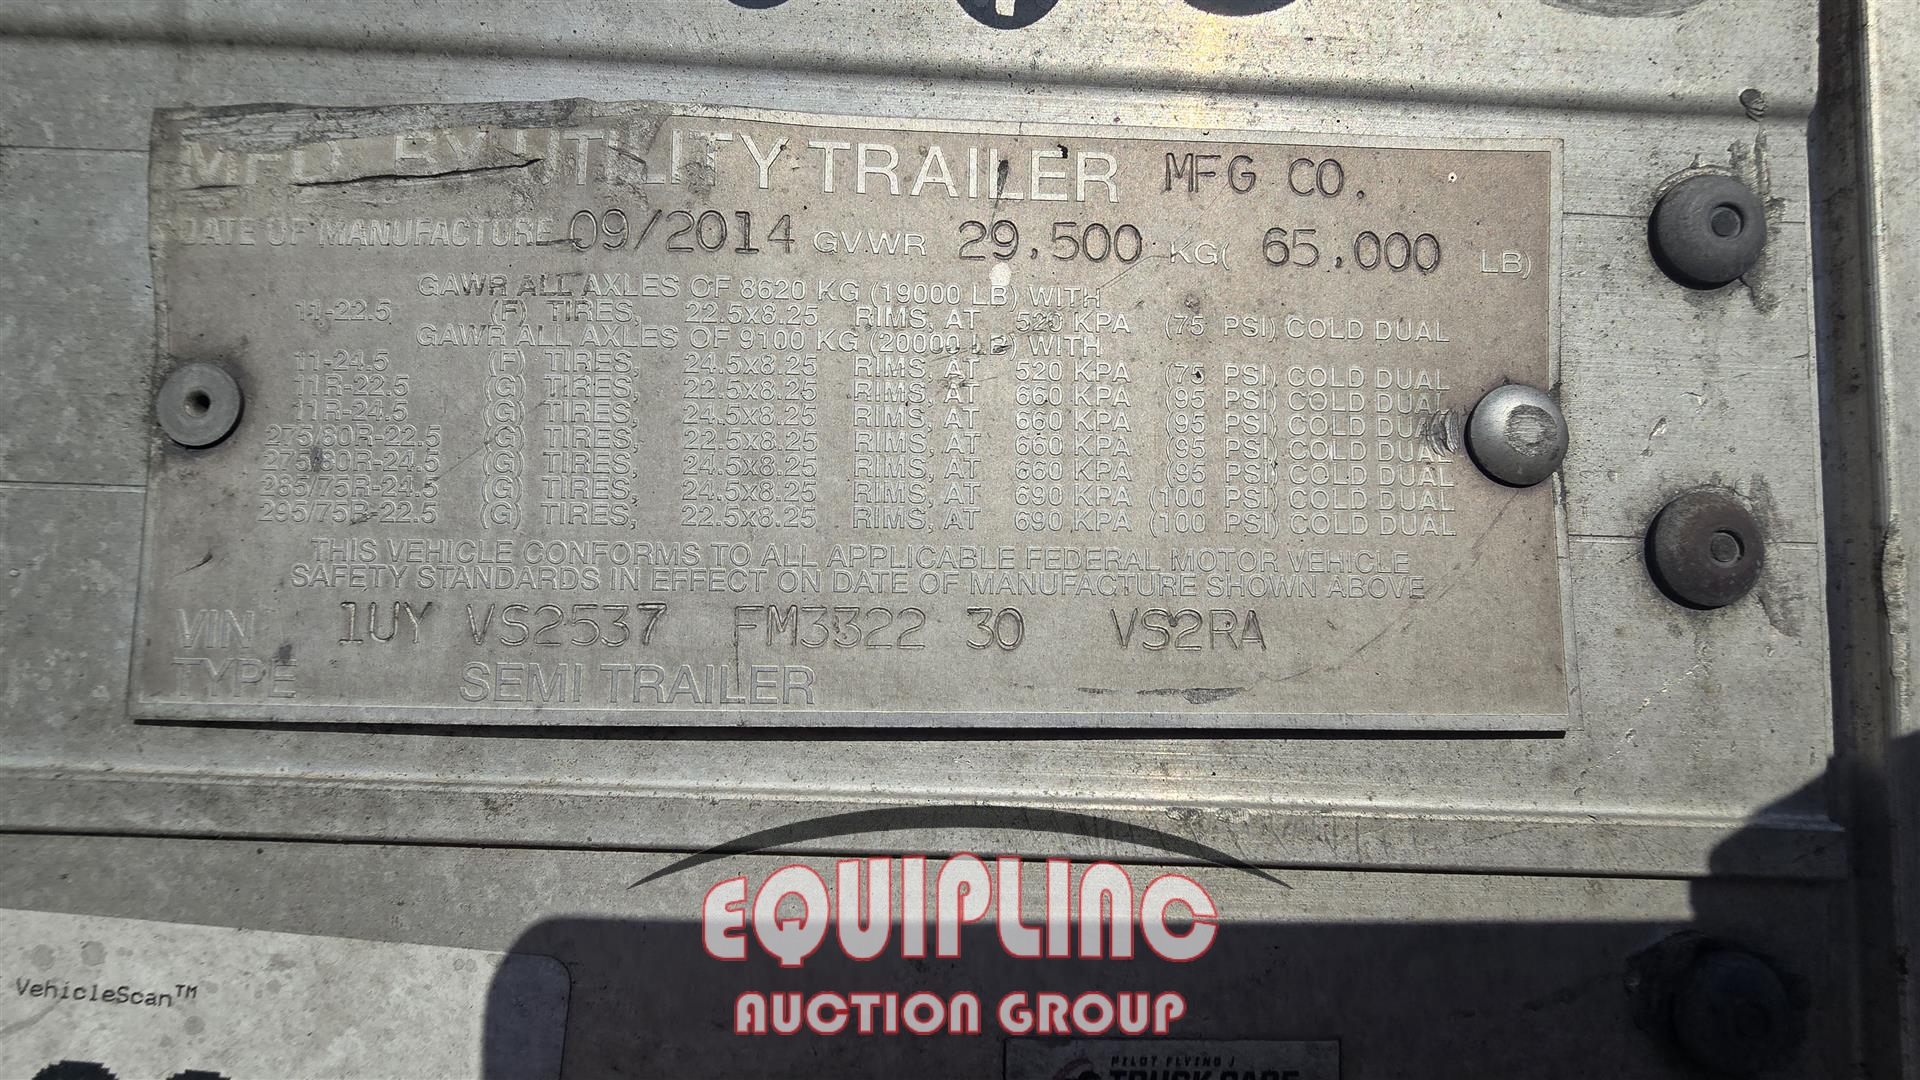 MFD. BY UTILITY TRAILER MFG CO.
DATE OF MANUFACTURE 09/2014 GVWR 29,500 KG( 65,000 LB)
GAWR ALL AXLES OF 8620 KG (19000 LB) WITH
11-22.5 (F) TIRES, 22.5x8.25 RIMS, AT 520 KPA (75 PSI) COLD DUAL
GAWR ALL AXLES OF 9100 KG (20000 LB) WITH
11-24.5 (F) TIRES, 24.5x8.25 RIMS, AT 520 KPA (75 PSI) COLD DUAL
11R-22.5 (G) TIRES, 22.5x8.25 RIMS, AT 660 KPA (95 PSI) COLD DUAL
11R-24.5 (G) TIRES, 24.5x8.25 RIMS, AT 660 KPA (95 PSI) COLD DUAL
275/80R-22.5 (G) TIRES, 22.5x8.25 RIMS, AT 660 KPA (95 PSI) COLD DUAL
275/80R-24.5 (G) TIRES, 24.5x8.25 RIMS, AT 660 KPA (95 PSI) COLD DUAL
285/75R-24.5 (G) TIRES, 24.5x8.25 RIMS, AT 690 KPA (100 PSI) COLD DUAL
295/75R-22.5 (G) TIRES, 22.5x8.25 RIMS, AT 690 KPA (100 PSI) COLD DUAL
THIS VEHICLE CONFORMS TO ALL APPLICABLE FEDERAL MOTOR VEHICLE
SAFETY STANDARDS IN EFFECT ON DATE OF MANUFACTURE SHOWN ABOVE
VIN 1UY VS2537 FM3322 30 VS2RA
TYPE SEMI TRAILER
EQUIPLINC
AUCTION GROUP
VehicleScan™
PILOT FLYING J
TRUCK CARE